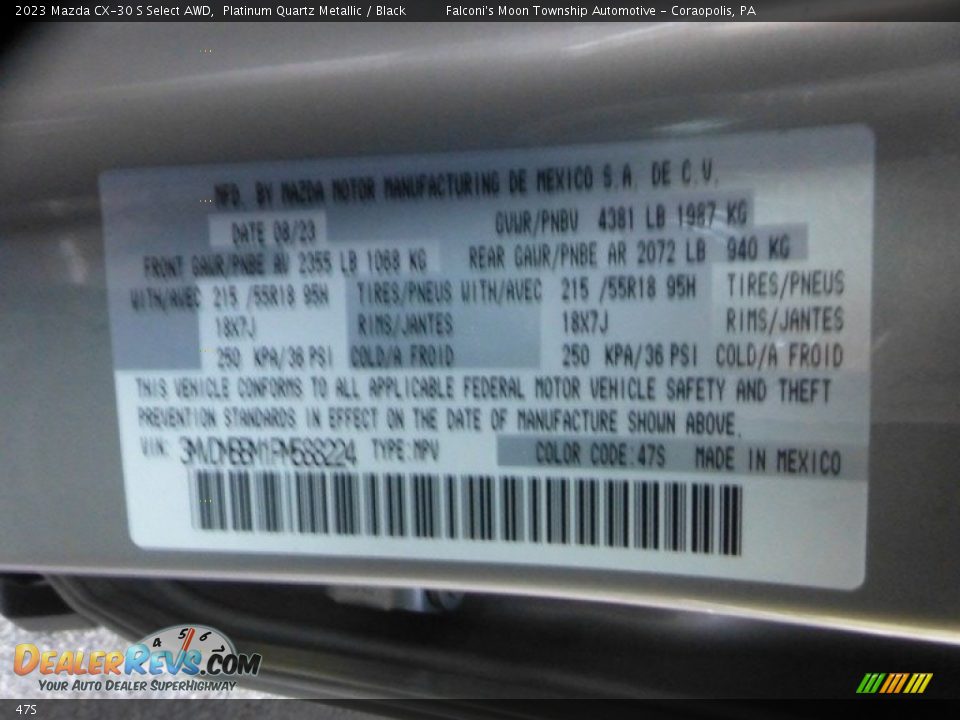 2023 Mazda CX-30 S Select AWD, Platinum Quartz Metallic / Black Falconi's Moon Township Automotive - Coraopolis, PA
MFD. BY MAZDA MOTOR MANUFACTURING DE MEXICO S.A. DE C.V.
DATE 08/23 GVWR/PNBV 4381 LB 1987 KG
FRONT GAWR/PNBE AV 2355 LB 1068 KG REAR GAWR/PNBE AR 2072 LB 940 KG
WITH/AVEC 215 /55R18 95H TIRES/PNEUS WITH/AVEC 215 /55R18 95H TIRES/PNEUS
18X7J RIMS/JANTES 18X7J RIMS/JANTES
250 KPA/36 PSI COLD/A FROID 250 KPA/36 PSI COLD/A FROID
THIS VEHICLE CONFORMS TO ALL APPLICABLE FEDERAL MOTOR VEHICLE SAFETY AND THEFT
PREVENTION STANDARDS IN EFFECT ON THE DATE OF MANUFACTURE SHOWN ABOVE.
VIN: TYPE:MPV COLOR CODE:47S MADE IN MEXICO
4 5 6 7
DEALERREVS.COM
YOUR AUTO DEALER SUPERHIGHWAY
47S